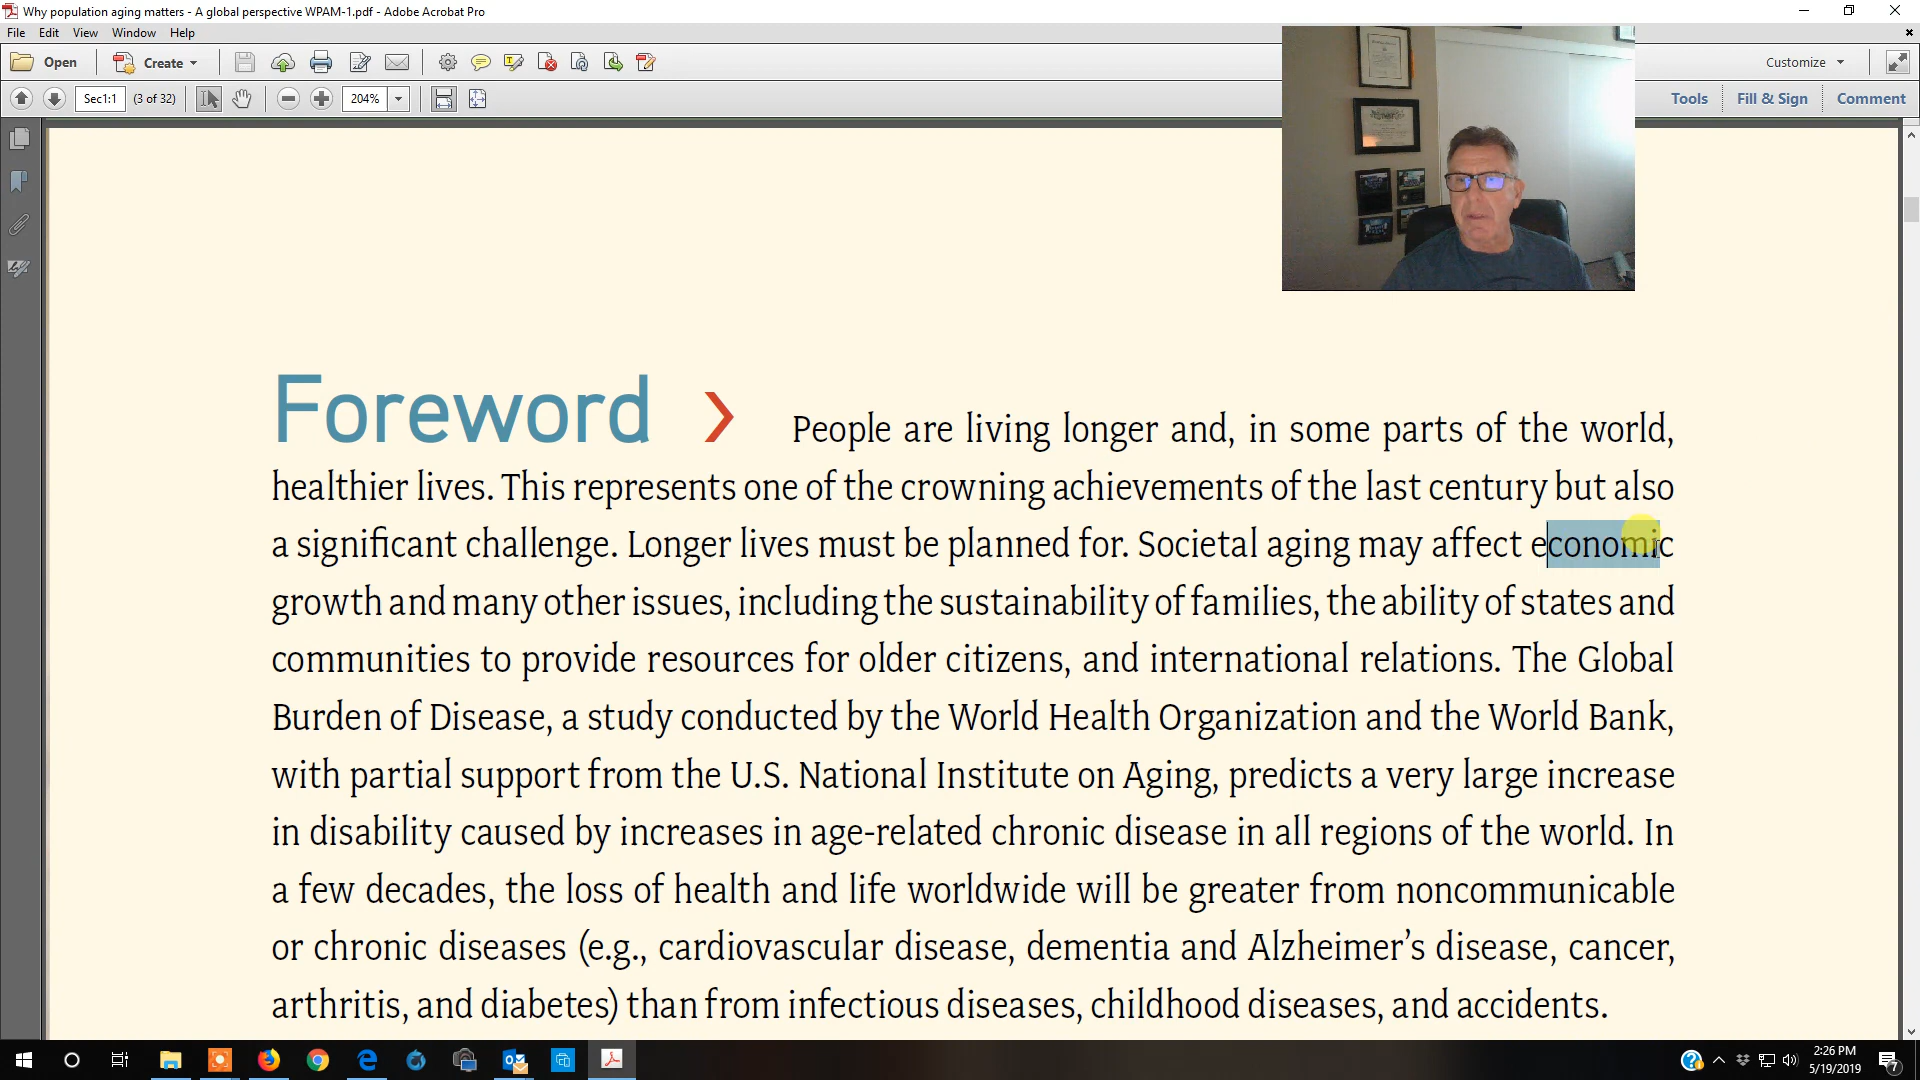 Why population aging matters - A global perspective WPAM-1.pdf - Adobe Acrobat Pro
File Edit View Window Help
Open Create Customize
Sec1:1 (3 of 32) 204% Tools Fill & Sign Comment
Foreword › People are living longer and, in some parts of the world,
healthier lives. This represents one of the crowning achievements of the last century but also
a significant challenge. Longer lives must be planned for. Societal aging may affect economic
growth and many other issues, including the sustainability of families, the ability of states and
communities to provide resources for older citizens, and international relations. The Global
Burden of Disease, a study conducted by the World Health Organization and the World Bank,
with partial support from the U.S. National Institute on Aging, predicts a very large increase
in disability caused by increases in age-related chronic disease in all regions of the world. In
a few decades, the loss of health and life worldwide will be greater from noncommunicable
or chronic diseases (e.g., cardiovascular disease, dementia and Alzheimer’s disease, cancer,
arthritis, and diabetes) than from infectious diseases, childhood diseases, and accidents.
2:26 PM
5/19/2019
7